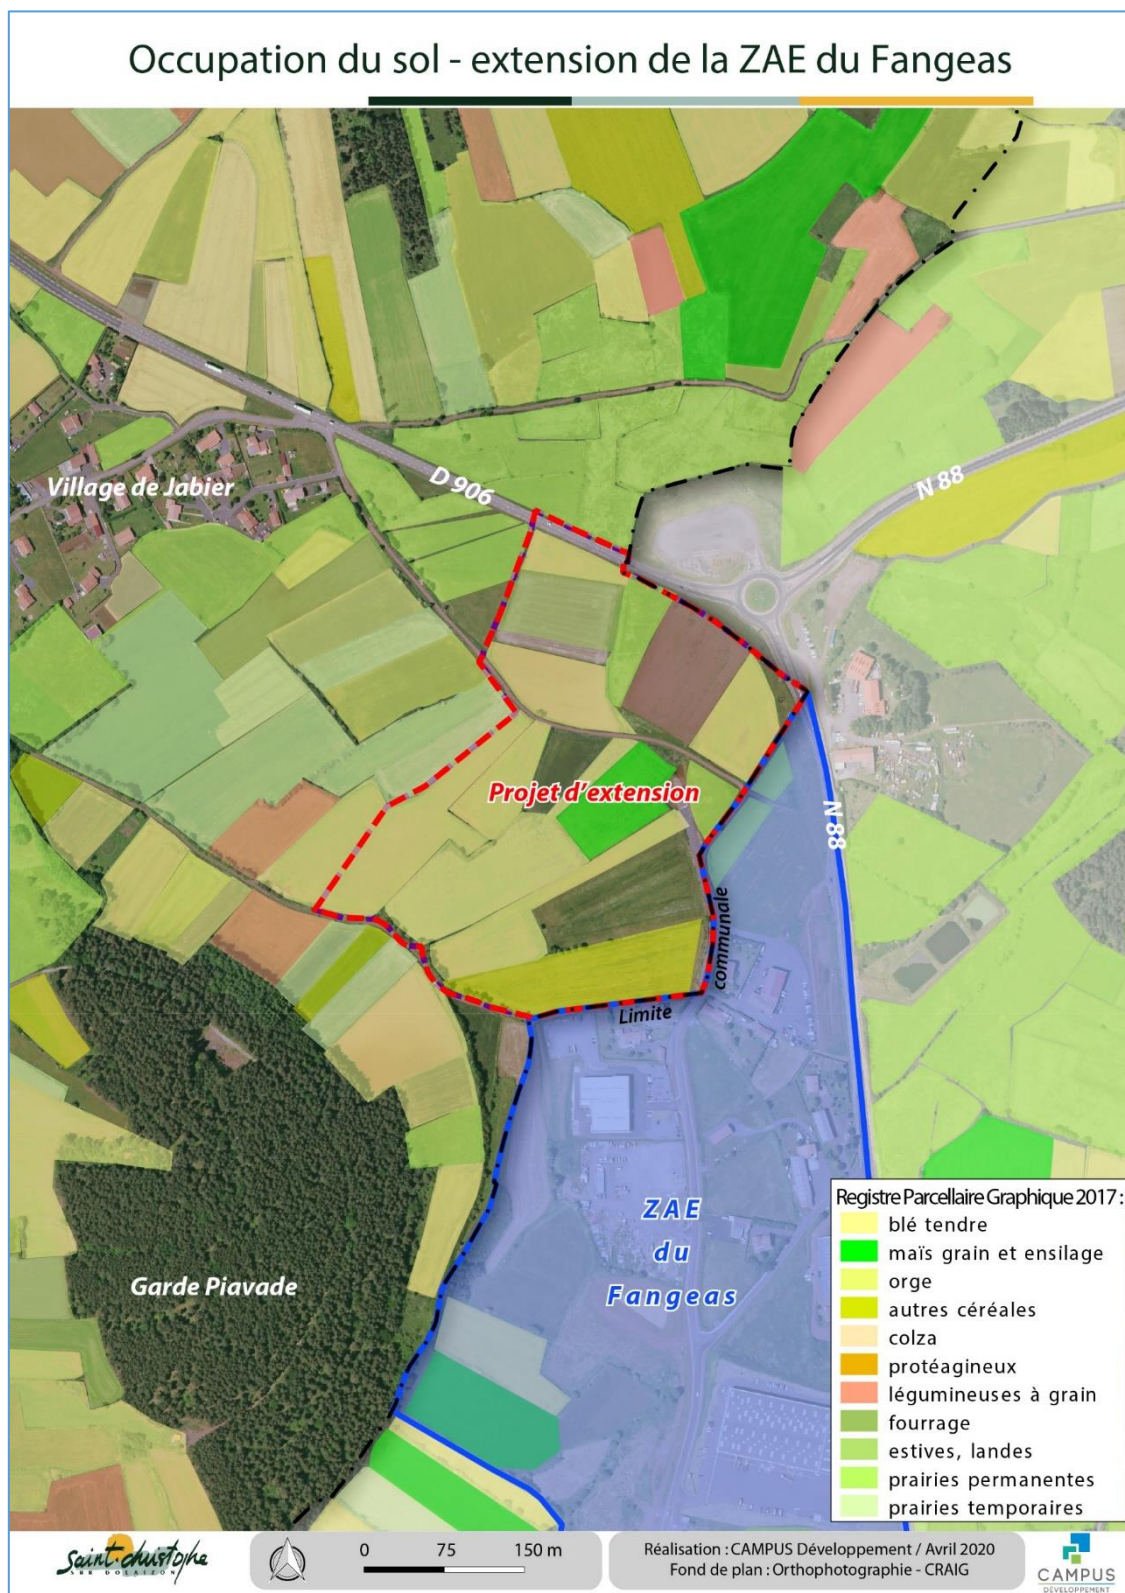 Occupation du sol - extension de la ZAE du Fangeas
Village de Jabier
D 906
N 88
Projet d'extension
N 88
communale
Limite
ZAE
du
Fangeas
Garde Piavade
Registre Parcellaire Graphique 2017 :
blé tendre
maïs grain et ensilage
orge
autres céréales
colza
protéagineux
légumineuses à grain
fourrage
estives, landes
prairies permanentes
prairies temporaires
Saint-Christophe
SUR DOLAIZON
0 75 150 m
Réalisation : CAMPUS Développement / Avril 2020
Fond de plan : Orthophotographie - CRAIG
CAMPUS
DÉVELOPPEMENT